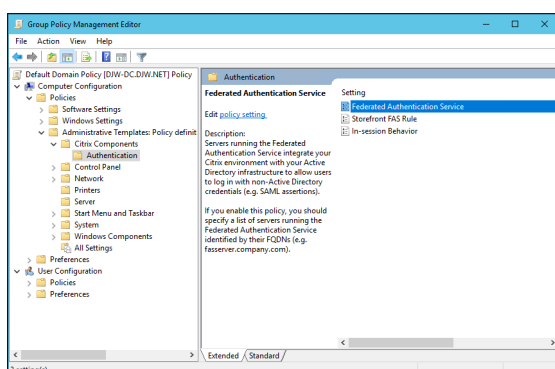 Group Policy Management Editor
File Action View Help
Default Domain Policy [DJW-DC.DJW.NET] Policy
Computer Configuration
Policies
Software Settings
Windows Settings
Administrative Templates: Policy definit
Citrix Components
Authentication
Control Panel
Network
Printers
Server
Start Menu and Taskbar
System
Windows Components
All Settings
Preferences
User Configuration
Policies
Preferences
Authentication
Federated Authentication Service
Edit policy setting
Description:
Servers running the Federated
Authentication Service integrate your
Citrix environment with your Active
Directory infrastructure to allow users
to log in with non-Active Directory
credentials (e.g. SAML assertions).
If you enable this policy, you should
specify a list of servers running the
Federated Authentication Service
identified by their FQDNs (e.g.
fasserver.company.com).
Setting
Federated Authentication Service
Storefront FAS Rule
In-session Behavior
Extended Standard